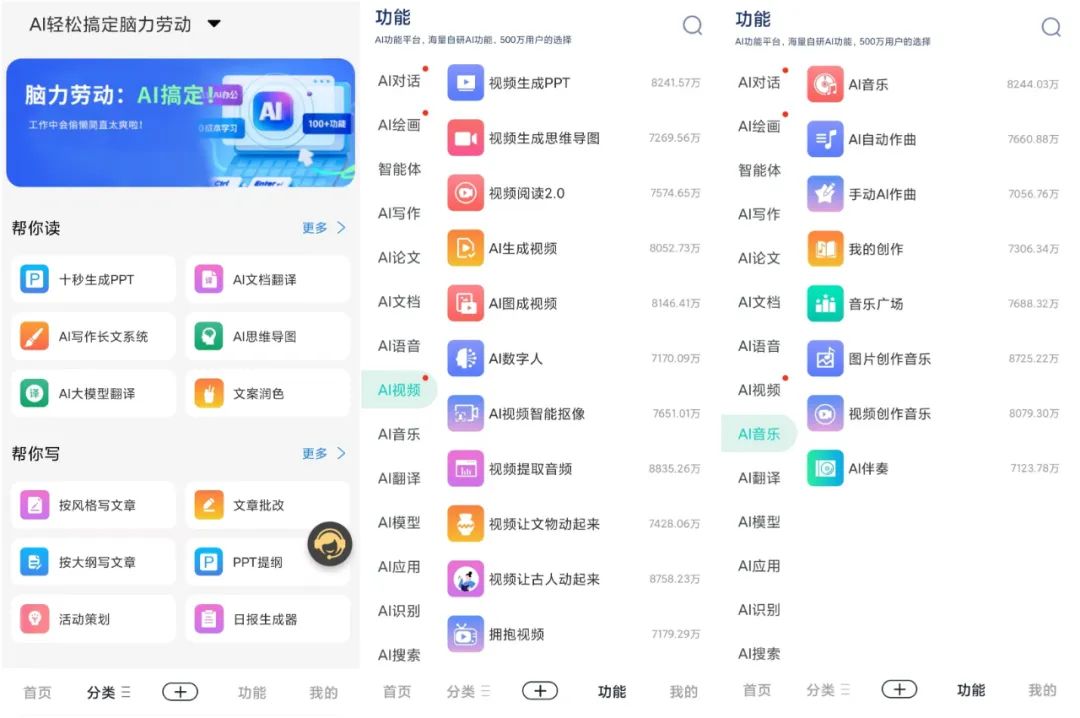 AI轻松搞定脑力劳动
脑力劳动：AI搞定!
AI办公
工作中会偷懒简直太爽啦!
0成本学习
AI
100+功能
Ctrl
Enter
帮你读
更多
十秒生成PPT
AI文档翻译
AI写作长文系统
AI思维导图
译
AI大模型翻译
文案润色
帮你写
更多
按风格写文章
文章批改
按大纲写文章
PPT提纲
活动策划
日报生成器
首页
分类
功能
我的
功能
AI功能平台, 海量自研AI功能, 500万用户的选择
AI对话
AI绘画
智能体
AI写作
AI论文
AI文档
AI语音
AI视频
AI音乐
AI翻译
AI模型
AI应用
AI识别
AI搜索
视频生成PPT 8241.57万
视频生成思维导图 7269.56万
视频阅读2.0 7574.65万
AI生成视频 8052.73万
AI图成视频 8146.41万
AI数字人 7170.09万
AI视频智能抠像 7651.01万
视频提取音频 8835.26万
视频让文物动起来 7428.06万
视频让古人动起来 8758.23万
拥抱视频 7179.29万
首页
分类
功能
我的
功能
AI功能平台, 海量自研AI功能, 500万用户的选择
AI对话
AI绘画
智能体
AI写作
AI论文
AI文档
AI语音
AI视频
AI音乐
AI翻译
AI模型
AI应用
AI识别
AI搜索
AI音乐 8244.03万
AI自动作曲 7660.88万
手动AI作曲 7056.76万
我的创作 7306.34万
音乐广场 7688.32万
图片创作音乐 8725.22万
视频创作音乐 8079.30万
AI伴奏 7123.78万
首页
分类
功能
我的